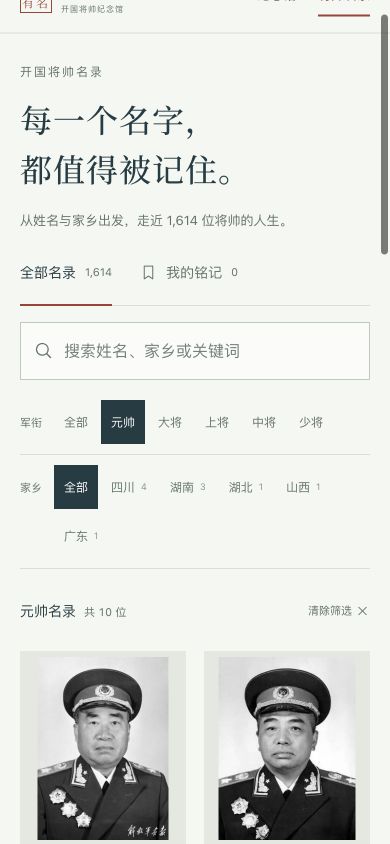 有名
开国将帅纪念馆
开国将帅名录
每一个名字，
都值得被记住。
从姓名与家乡出发，走近 1,614 位将帅的人生。
全部名录 1,614 我的铭记 0
搜索姓名、家乡或关键词
军衔 全部 元帅 大将 上将 中将 少将
家乡 全部 四川 4 湖南 3 湖北 1 山西 1
广东 1
元帅名录 共 10 位 清除筛选
解放军画报